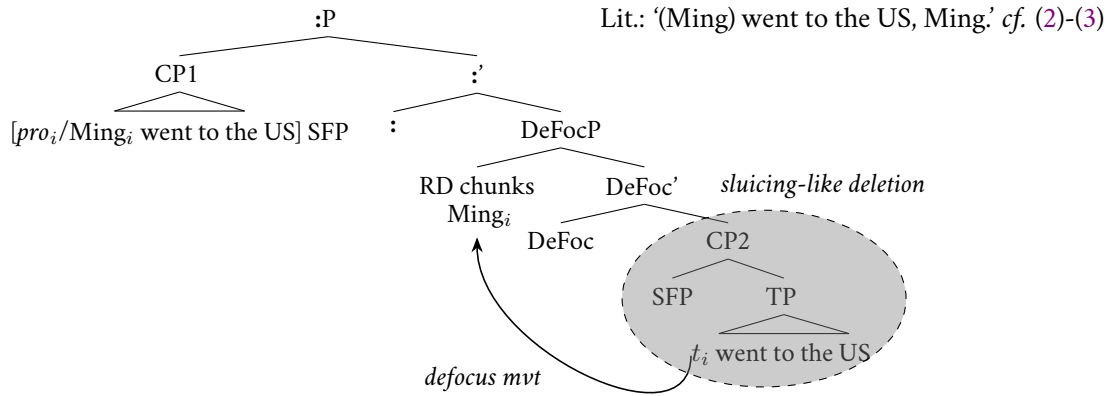 :P
Lit.: ‘(Ming) went to the US, Ming.’ cf. (2)-(3)
CP1
:’
[proᵢ/Mingᵢ went to the US] SFP
:
DeFocP
RD chunks
Mingᵢ
DeFoc’
sluicing-like deletion
DeFoc
CP2
SFP
TP
tᵢ went to the US
defocus mvt